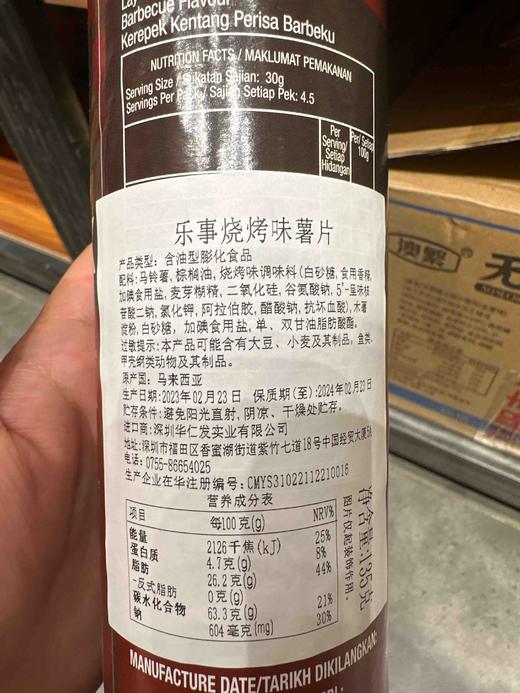 Barbecue Flavour
Kerepek Kentang Perisa Barbeku
NUTRITION FACTS / MAKLUMAT PEMAKANAN
Serving Size / Sukatan Sajian: 30g
Servings Per Pack / Sajian Setiap Pek: 4.5
Per Serving/ Setiap Hidangan
Per/ Setiap 100g
乐事烧烤味薯片
产品类型：含油型膨化食品
配料：马铃薯，棕榈油，烧烤味调味料（白砂糖，食用香精，
加碘食用盐，麦芽糊精，二氧化硅，谷氨酸钠，5'-呈味核
苷酸二钠，氯化钾，阿拉伯胶，醋酸钠，抗坏血酸），木薯
淀粉，白砂糖，加碘食用盐，单、双甘油脂肪酸酯。
过敏提示：本产品可能含有大豆、小麦及其制品，鱼类，
甲壳纲类动物及其制品。
原产国：马来西亚
生产日期：2023年02月23日 保质期（至）：2024年02月23日
贮存条件：避免阳光直射，阴凉、干燥处贮存。
进口商：深圳华仁发实业有限公司
地址：深圳市福田区香蜜湖街道紫竹七道18号中国经贸大厦5A
电话：0755-86654025
生产企业在华注册编号：CMYS31022112210016
营养成分表
项目 每100克(g) NRV%
能量 2126千焦(kJ) 25%
蛋白质 4.7克(g) 8%
脂肪 26.2克(g) 44%
-反式脂肪 0克(g)
碳水化合物 63.3克(g) 21%
钠 604毫克(mg) 30%
净含量：135克
图片仅起装饰作用。
MANUFACTURE DATE/TARIKH DIKILANGKAN:
澳繁
无